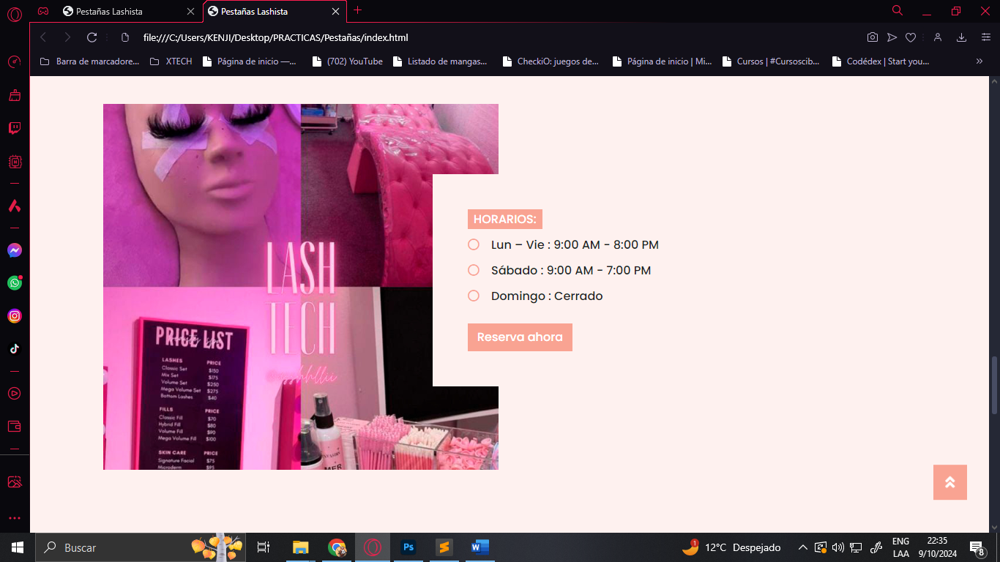 Pestañas Lashista
Pestañas Lashista
file:///C:/Users/KENJI/Desktop/PRACTICAS/Pestañas/index.html
Barra de marcadore...
XTECH
Página de inicio —...
(702) YouTube
Listado de mangas...
CheckiO: juegos de...
Página de inicio | Mi...
Cursos | #Cursoscib...
Codédex | Start you...
HORARIOS:
Lun – Vie : 9:00 AM - 8:00 PM
Sábado : 9:00 AM - 7:00 PM
Domingo : Cerrado
Reserva ahora
LASH
TECH
PRICE LIST
LASHES PRICE
Classic Set $150
Mix Set $175
Volume Set $250
Mega Volume Set $275
Bottom Lashes $40
FILLS PRICE
Classic Fill $70
Hybrid Fill $80
Volume Fill $90
Mega Volume Fill $100
SKIN CARE PRICE
Signature Facial $75
Microderm $95
Buscar
Ps
W
1
12°C Despejado
ENG
LAA
22:35
9/10/2024
8